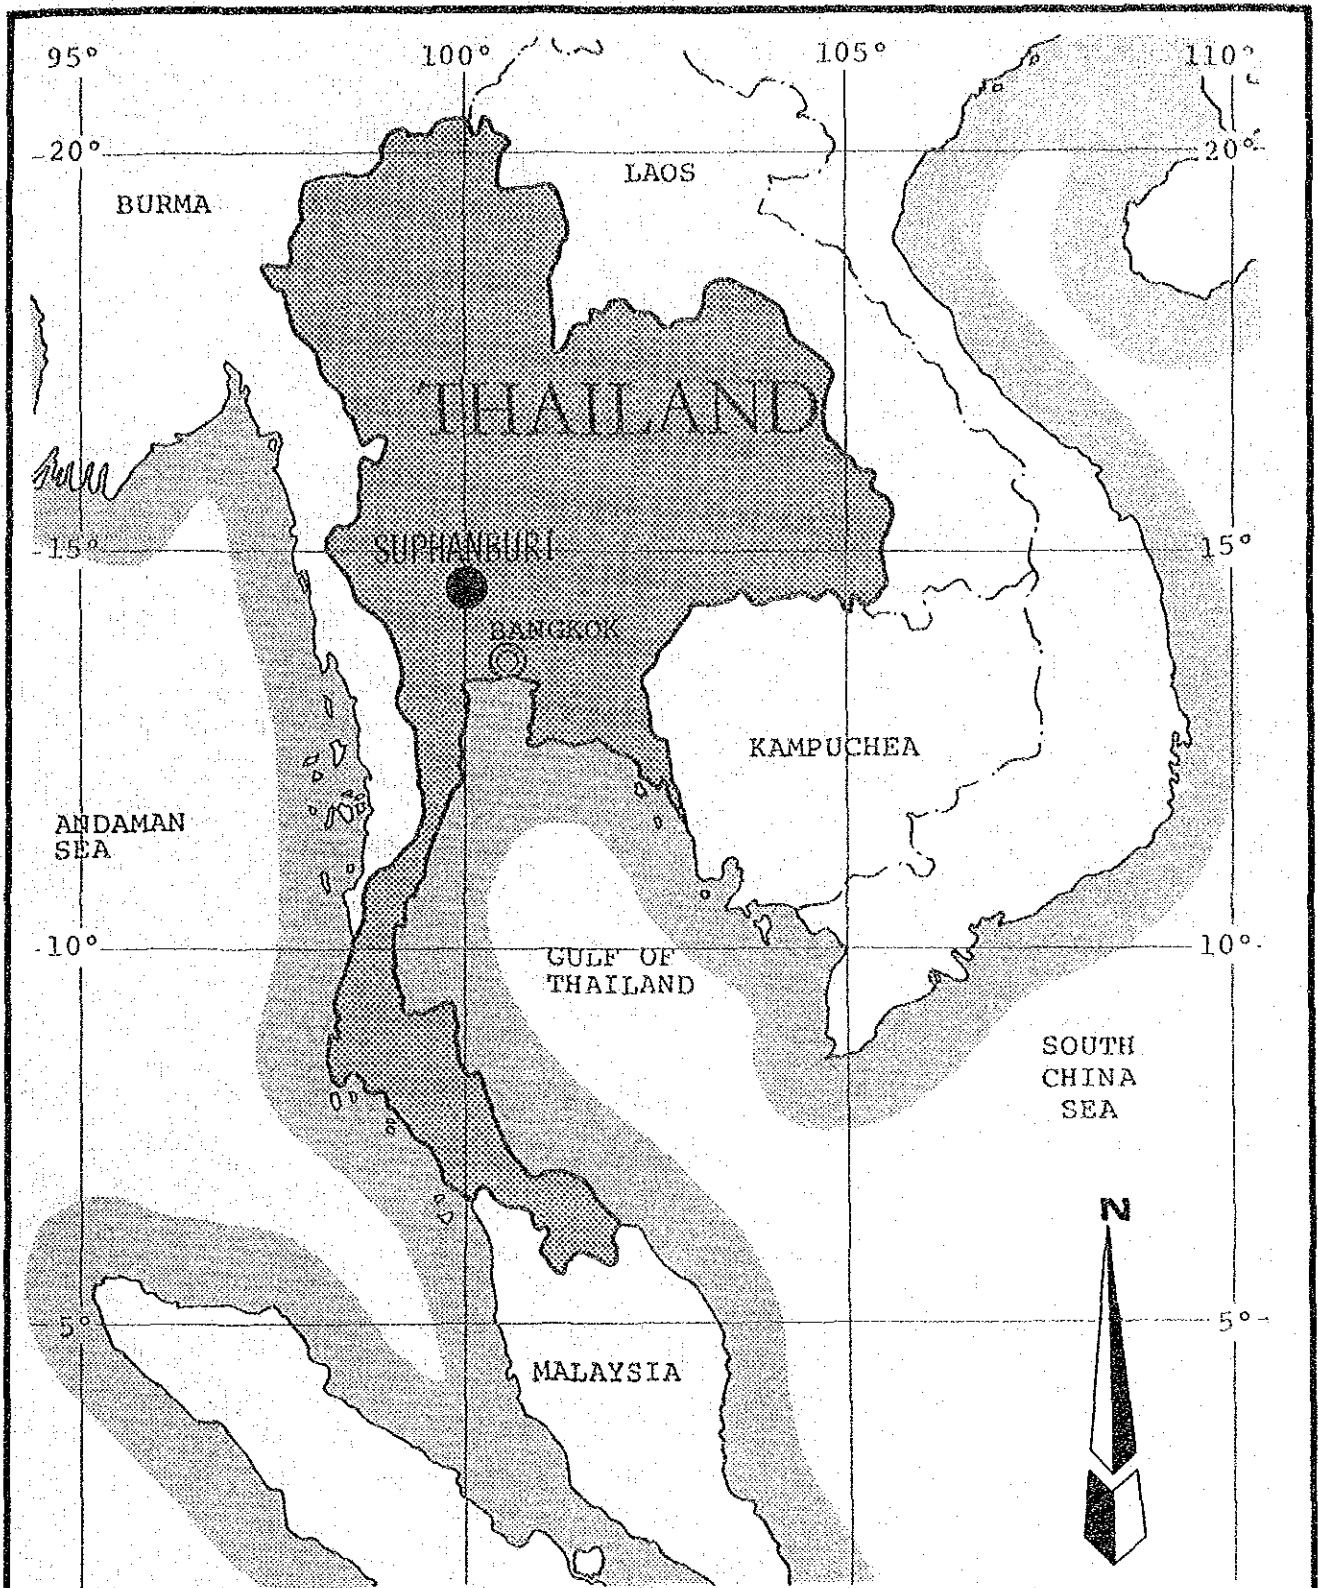 95° 100° 105° 110°
20° 20°
LAOS
BURMA
THAILAND
SUPHANBURI
15° 15°
BANGKOK
KAMPUCHEA
ANDAMAN
SEA
10° 10°
GULF OF
THAILAND
SOUTH
CHINA
SEA
N
5° 5°
MALAYSIA